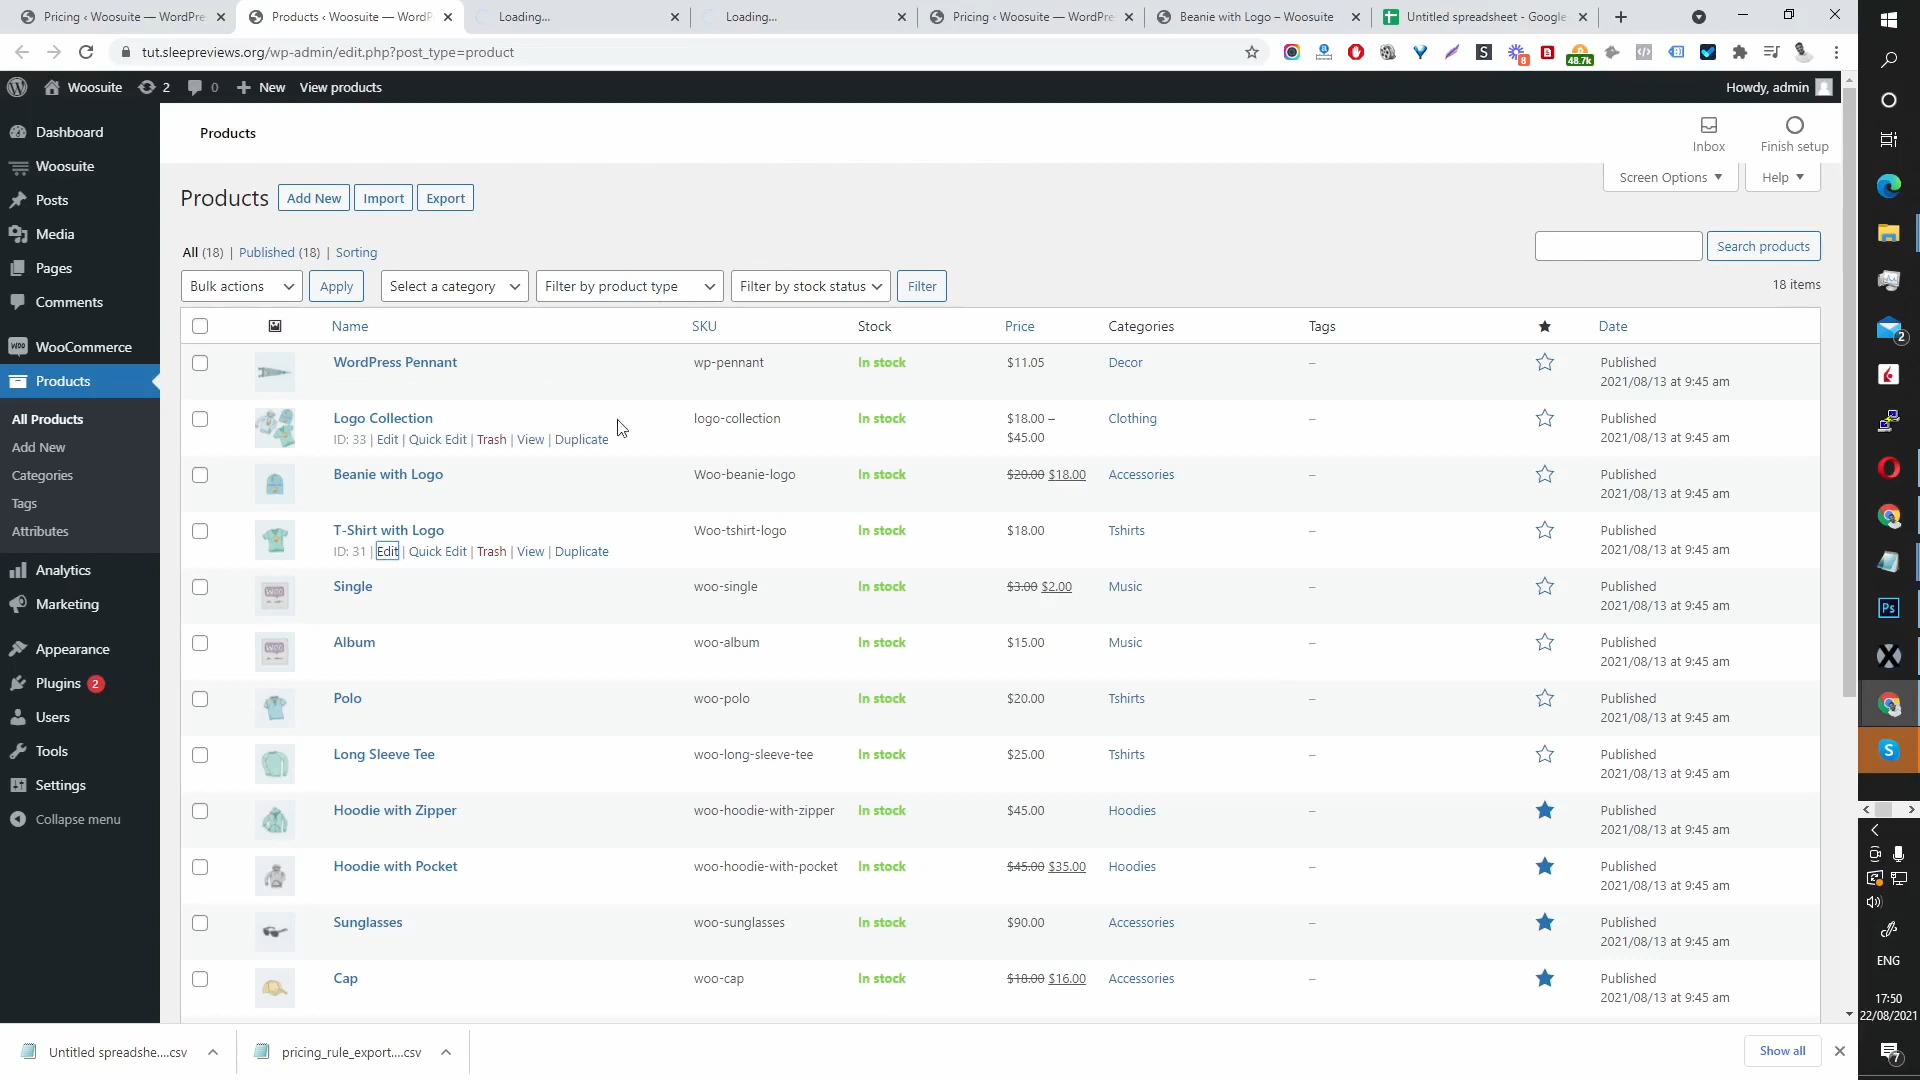 Pricing ‹ Woosuite — WordPre
Products ‹ Woosuite — WordP
Loading...
Loading...
Pricing ‹ Woosuite — WordPre
Beanie with Logo – Woosuite
Untitled spreadsheet - Google
tut.sleepreviews.org/wp-admin/edit.php?post_type=product
8
48.7k
Woosuite
2
0
New
View products
Howdy, admin
Dashboard
Woosuite
Posts
Media
Pages
Comments
WooCommerce
Products
All Products
Add New
Categories
Tags
Attributes
Analytics
Marketing
Appearance
Plugins 2
Users
Tools
Settings
Collapse menu
Products
Inbox
Finish setup
Screen Options
Help
Products
Add New
Import
Export
All (18) | Published (18) | Sorting
Search products
Bulk actions
Apply
Select a category
Filter by product type
Filter by stock status
Filter
18 items
Name SKU Stock Price Categories Tags Date
WordPress Pennant wp-pennant In stock $11.05 Decor – Published
2021/08/13 at 9:45 am
Logo Collection logo-collection In stock $18.00 – Clothing – Published
ID: 33 | Edit | Quick Edit | Trash | View | Duplicate $45.00 2021/08/13 at 9:45 am
Beanie with Logo Woo-beanie-logo In stock $20.00 $18.00 Accessories – Published
2021/08/13 at 9:45 am
T-Shirt with Logo Woo-tshirt-logo In stock $18.00 Tshirts – Published
ID: 31 | Edit | Quick Edit | Trash | View | Duplicate 2021/08/13 at 9:45 am
Single woo-single In stock $3.00 $2.00 Music – Published
2021/08/13 at 9:45 am
Album woo-album In stock $15.00 Music – Published
2021/08/13 at 9:45 am
Polo woo-polo In stock $20.00 Tshirts – Published
2021/08/13 at 9:45 am
Long Sleeve Tee woo-long-sleeve-tee In stock $25.00 Tshirts – Published
2021/08/13 at 9:45 am
Hoodie with Zipper woo-hoodie-with-zipper In stock $45.00 Hoodies – Published
2021/08/13 at 9:45 am
Hoodie with Pocket woo-hoodie-with-pocket In stock $45.00 $35.00 Hoodies – Published
2021/08/13 at 9:45 am
Sunglasses woo-sunglasses In stock $90.00 Accessories – Published
2021/08/13 at 9:45 am
Cap woo-cap In stock $18.00 $16.00 Accessories – Published
2021/08/13 at 9:45 am
Untitled spreadshe....csv
pricing_rule_export....csv
Show all
2
Ps
S
ENG
17:50
22/08/2021
7